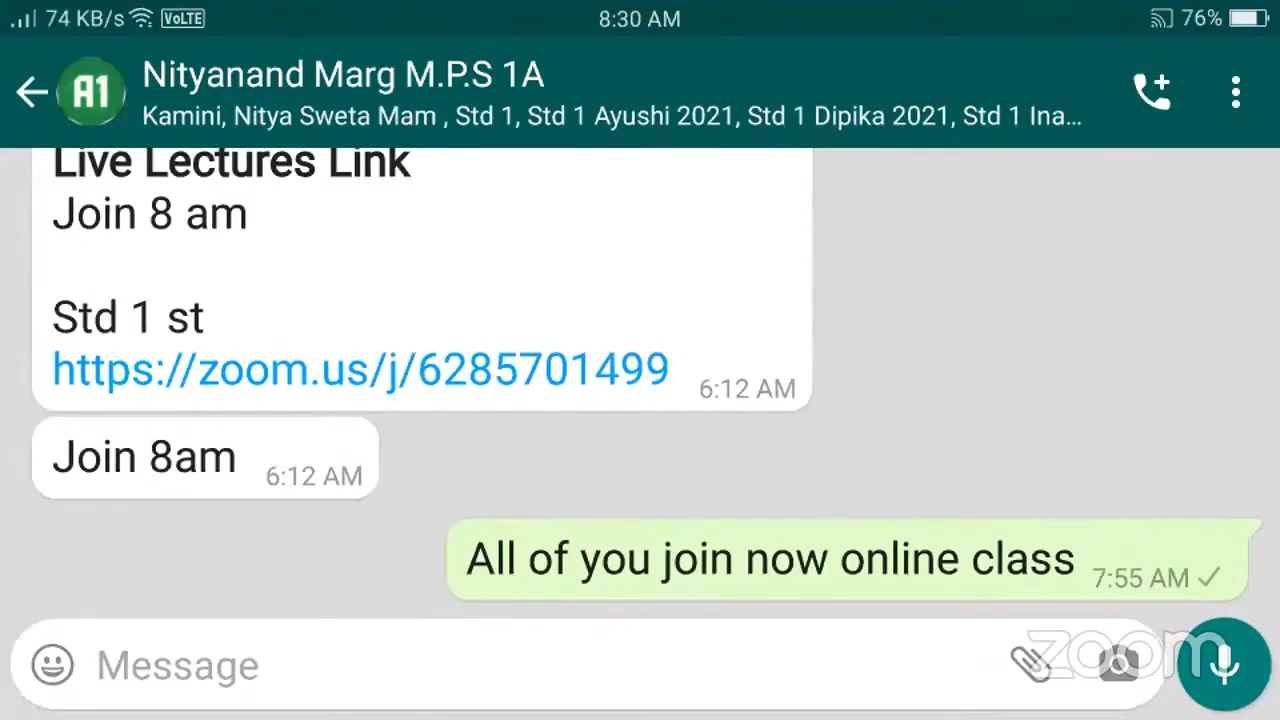 74 KB/s VoLTE 8:30 AM 76%
A1 Nityanand Marg M.P.S 1A
Kamini, Nitya Sweta Mam , Std 1, Std 1 Ayushi 2021, Std 1 Dipika 2021, Std 1 Ina...
Live Lectures Link
Join 8 am
Std 1 st
https://zoom.us/j/6285701499 6:12 AM
Join 8am 6:12 AM
All of you join now online class 7:55 AM
Message
zoom